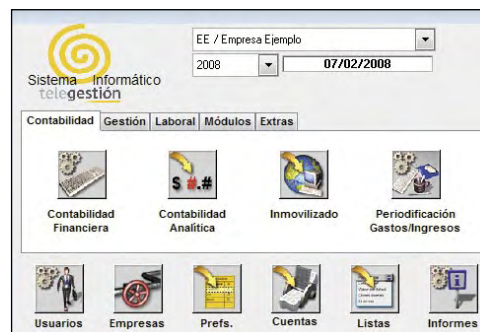 EE / Empresa Ejemplo
2008
07/02/2008
Sistema Informático
telegestión
Contabilidad Gestión Laboral Módulos Extras
$ #.#
Contabilidad Financiera
Contabilidad Analítica
Inmovilizado
Periodificación Gastos/Ingresos
Usuarios Empresas Prefs. Cuentas Listas Informes